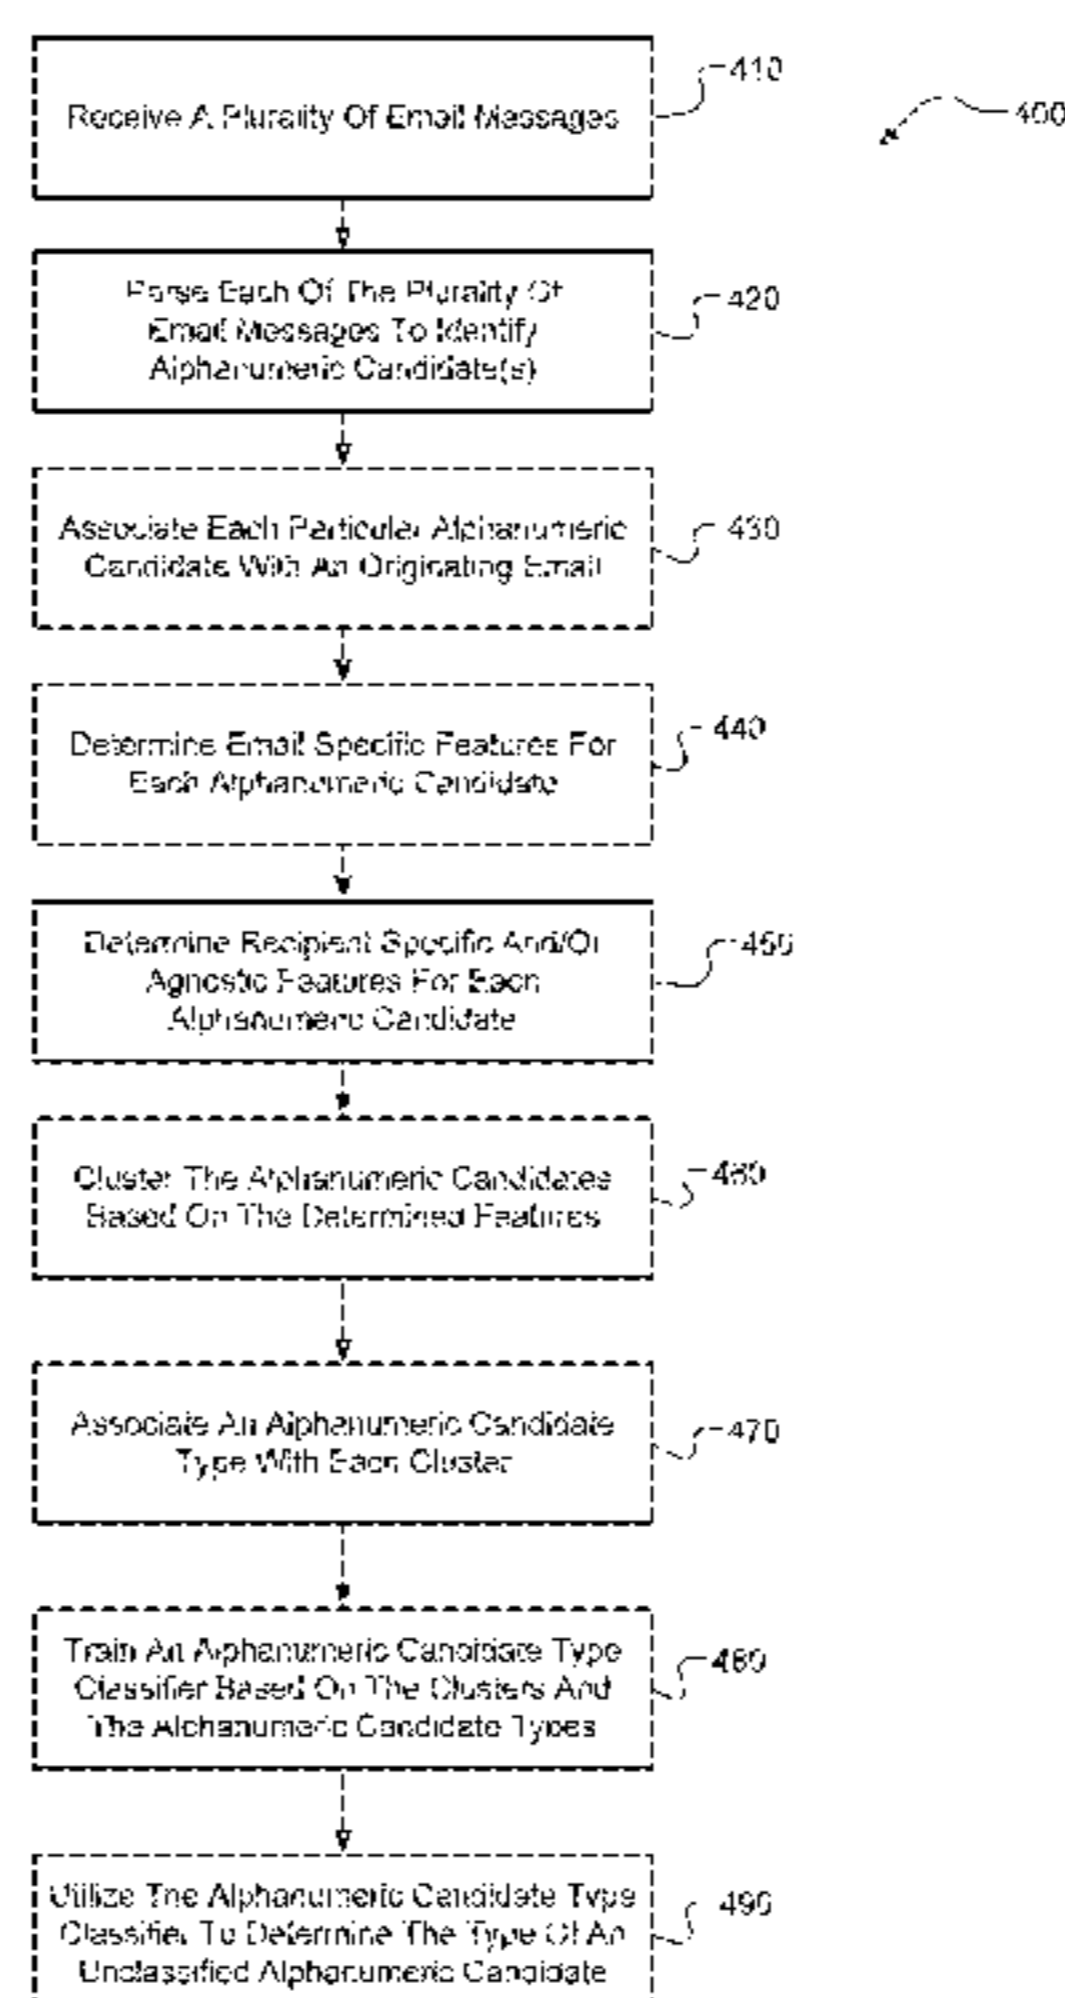 Receive A Plurality Of Email Messages
410
400
Parse Each Of The Plurality Of
Email Messages To Identify
Alphanumeric Candidate(s)
420
Associate Each Particular Alphanumeric
Candidate With An Originating Email
430
Determine Email Specific Features For
Each Alphanumeric Candidate
440
Determine Recipient Specific And/Or
Agnostic Features For Each
Alphanumeric Candidate
450
Cluster The Alphanumeric Candidates
Based On The Determined Features
460
Associate An Alphanumeric Candidate
Type With Each Cluster
470
Train An Alphanumeric Candidate Type
Classifier Based On The Clusters And
The Alphanumeric Candidate Types
480
Utilize The Alphanumeric Candidate Type
Classifier To Determine The Type Of An
Unclassified Alphanumeric Candidate
490